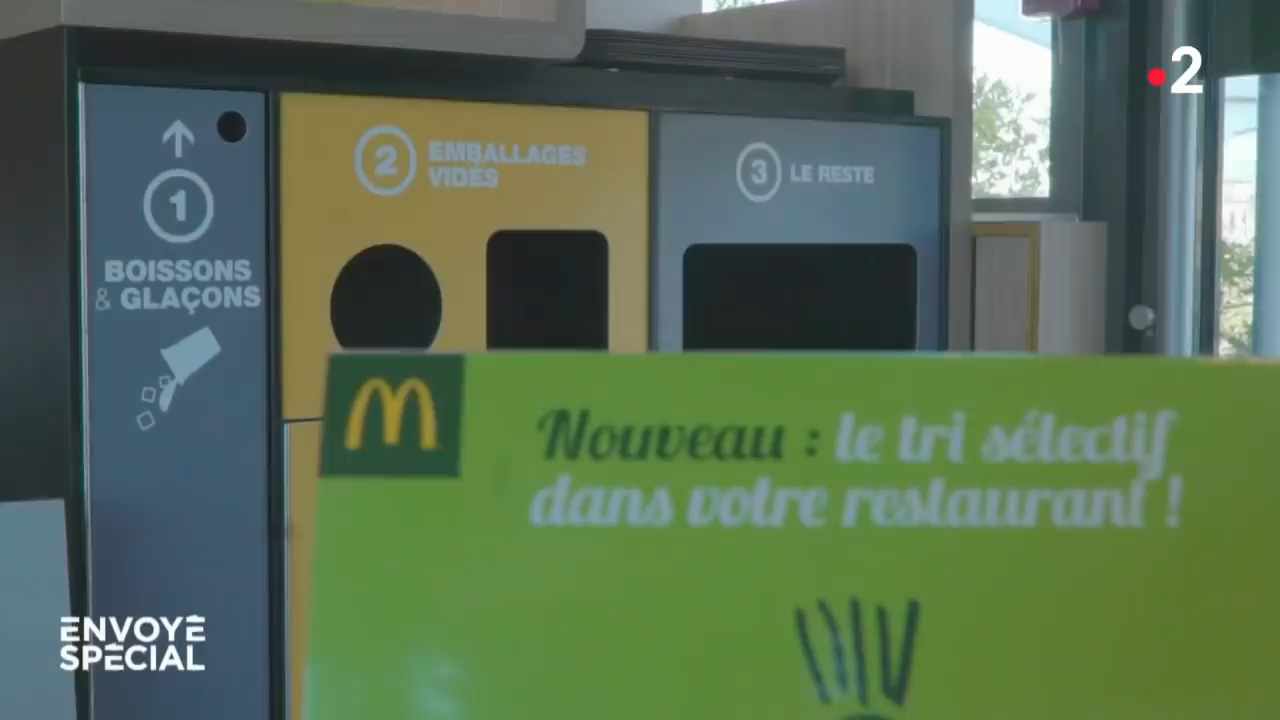 2
1
BOISSONS
& GLAÇONS
2 EMBALLAGES
VIDÉS
3 LE RESTE
M
Nouveau : le tri sélectif
dans votre restaurant !
ENVOYÉ
SPÉCIAL